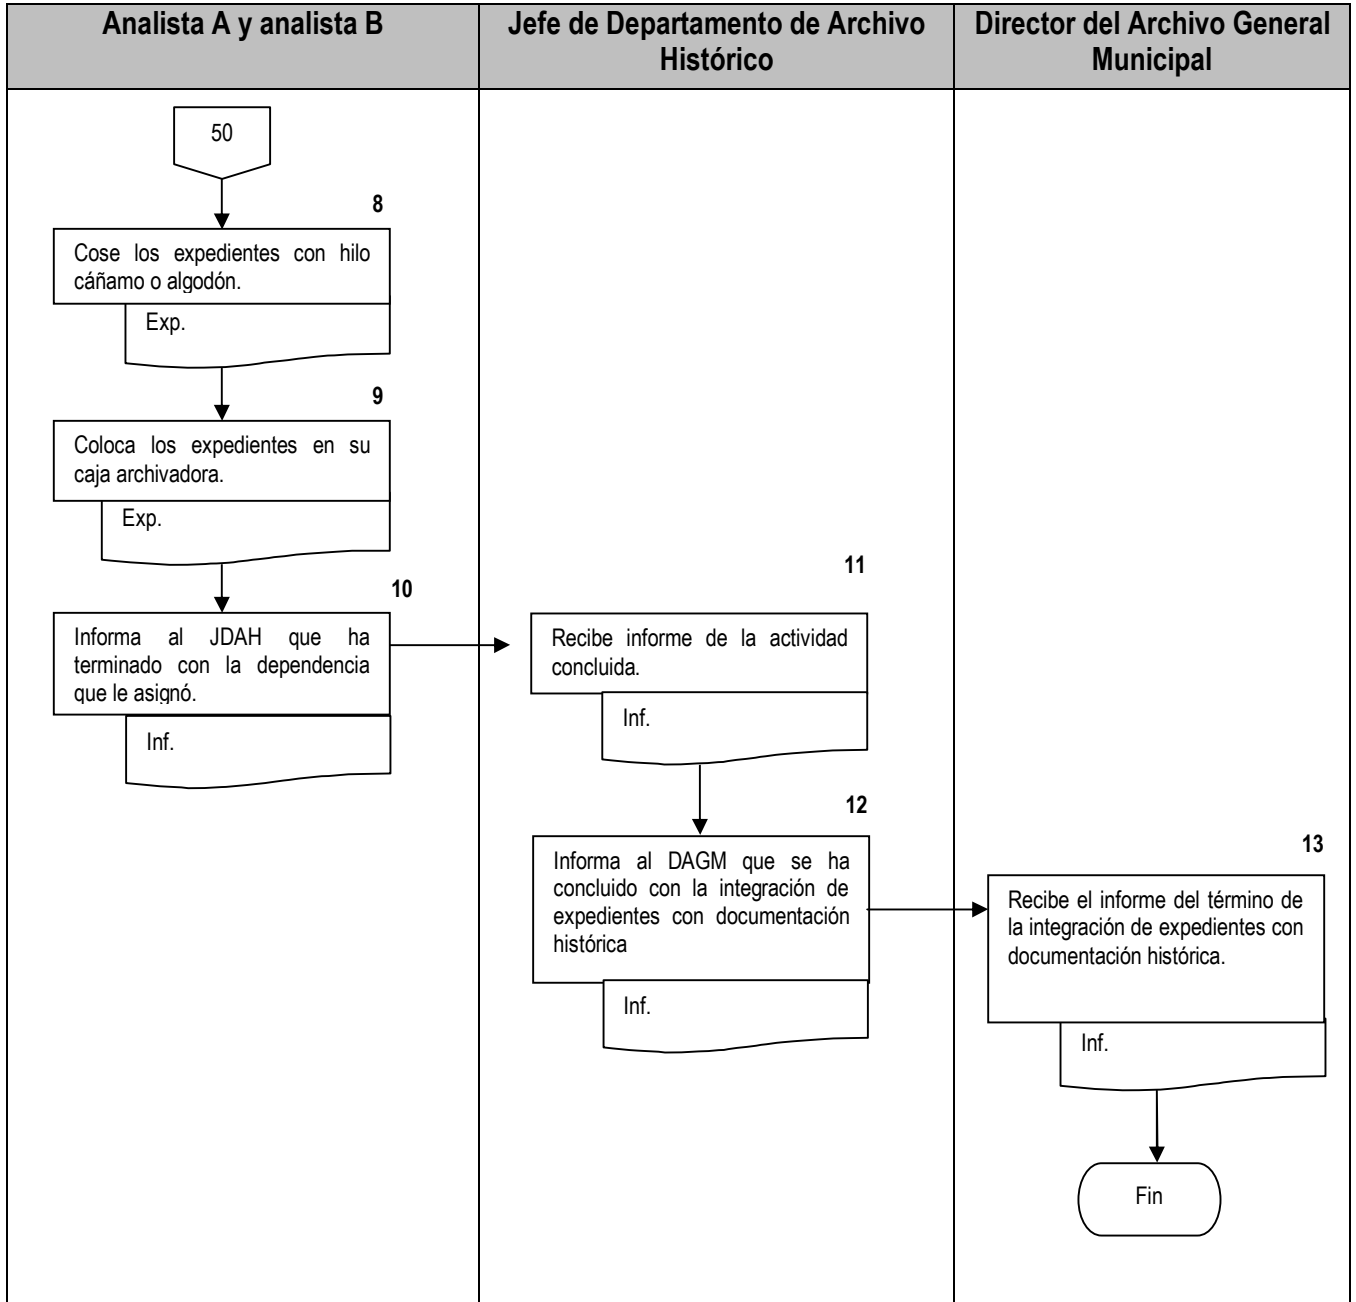 Analista A y analista B
Jefe de Departamento de Archivo
Histórico
Director del Archivo General
Municipal
50
8
Cose los expedientes con hilo
cáñamo o algodón.
Exp.
9
Coloca los expedientes en su
caja archivadora.
Exp.
10
Informa al JDAH que ha
terminado con la dependencia
que le asignó.
Inf.
11
Recibe informe de la actividad
concluida.
Inf.
12
Informa al DAGM que se ha
concluido con la integración de
expedientes con documentación
histórica
Inf.
13
Recibe el informe del término de
la integración de expedientes con
documentación histórica.
Inf.
Fin